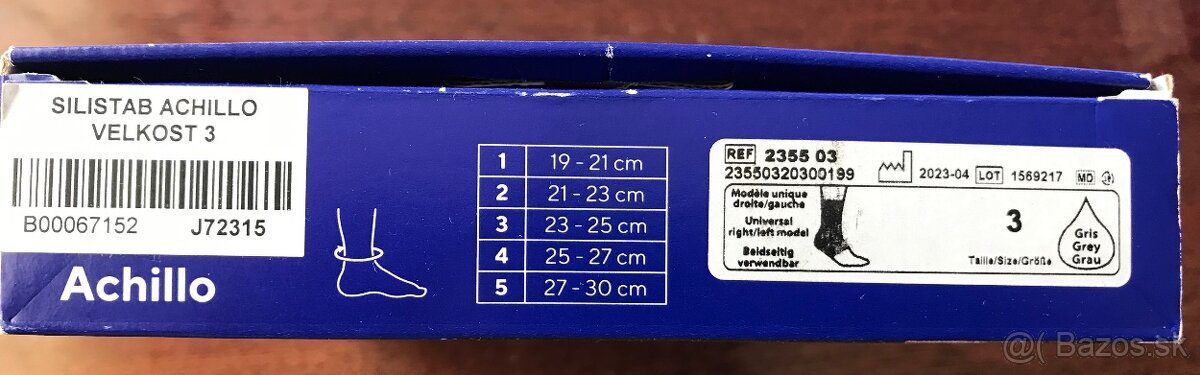 SILISTAB ACHILLO
VELKOST 3
B00067152 J72315
Achillo
1 19 - 21 cm
2 21 - 23 cm
3 23 - 25 cm
4 25 - 27 cm
5 27 - 30 cm
REF 2355 03
23550320300199
2023-04 LOT 1569217 MD
Modèle unique
droite/gauche
Universal
right/left model
Beidseitig
verwendbar
3
Taille/Size/Größe
Gris
Grey
Grau
@( Bazos.sk